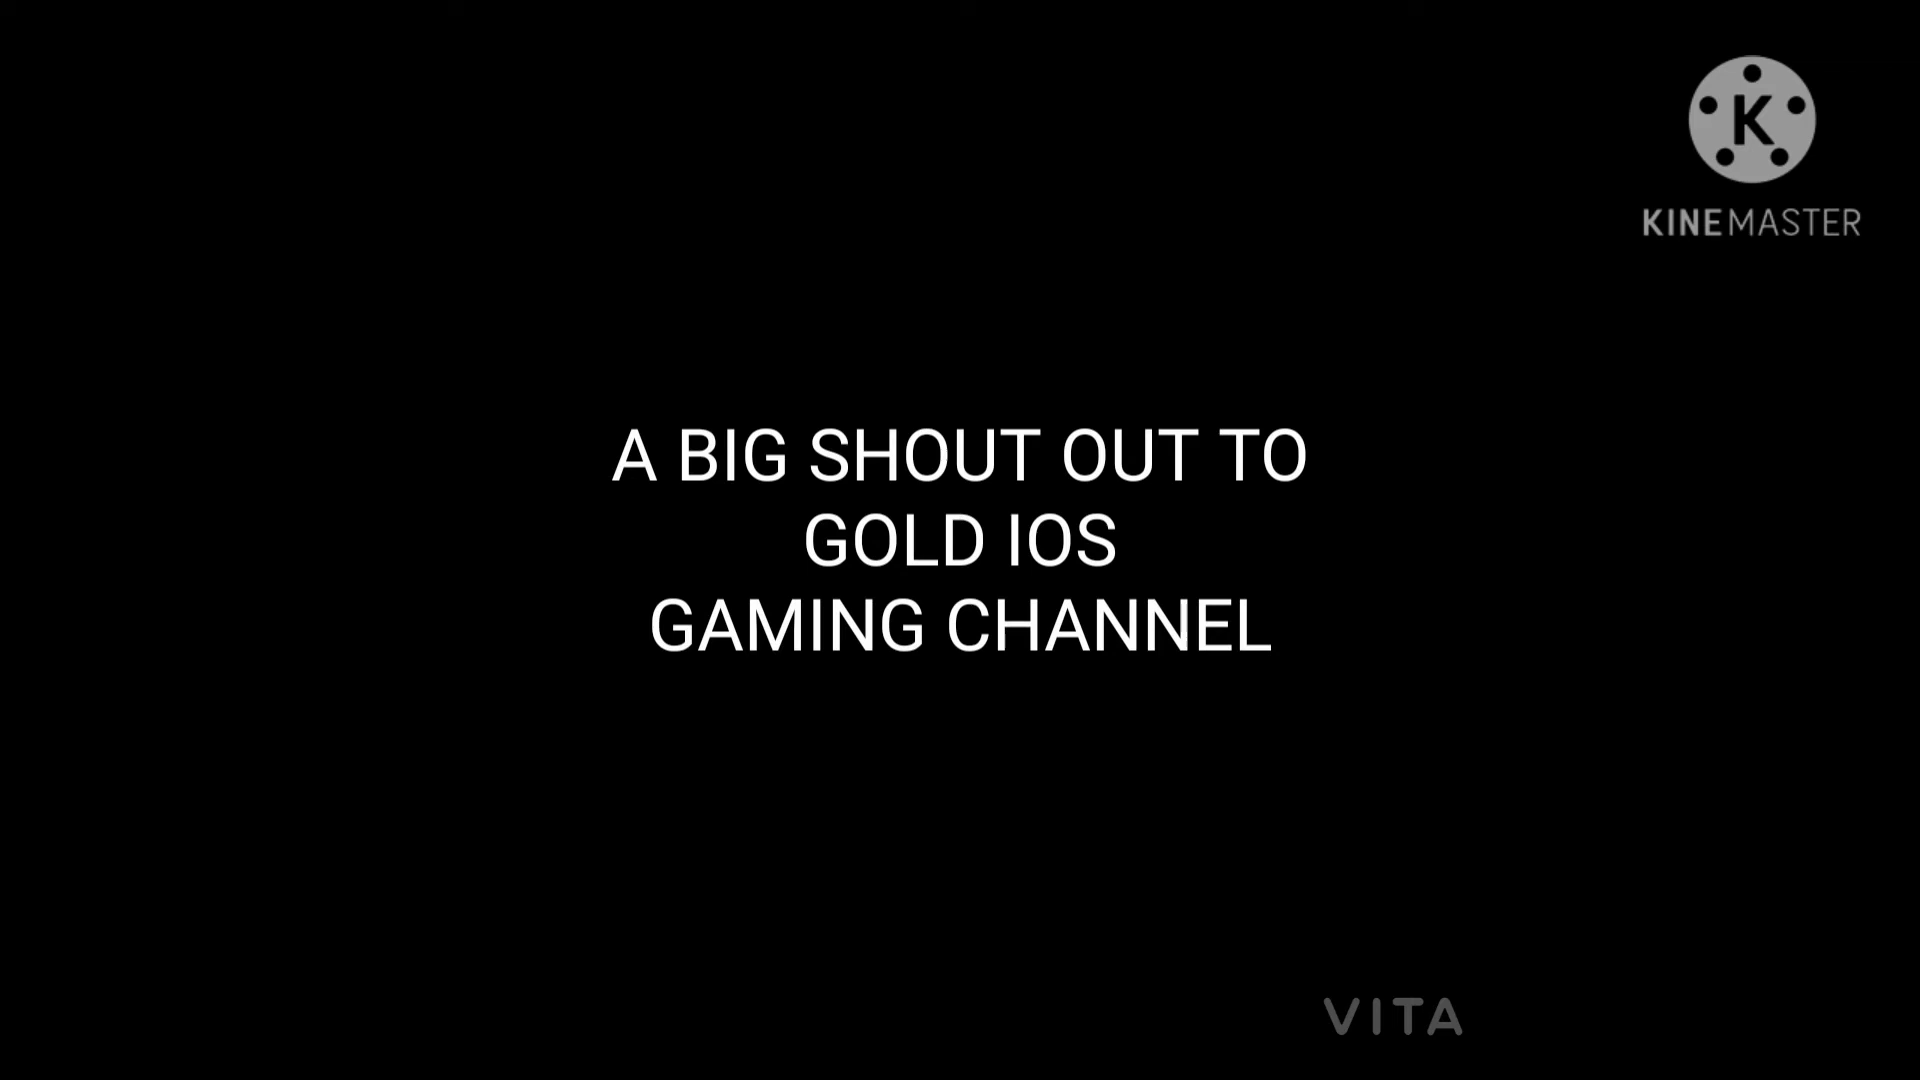 K
KINEMASTER
A BIG SHOUT OUT TO
GOLD IOS
GAMING CHANNEL
VITA